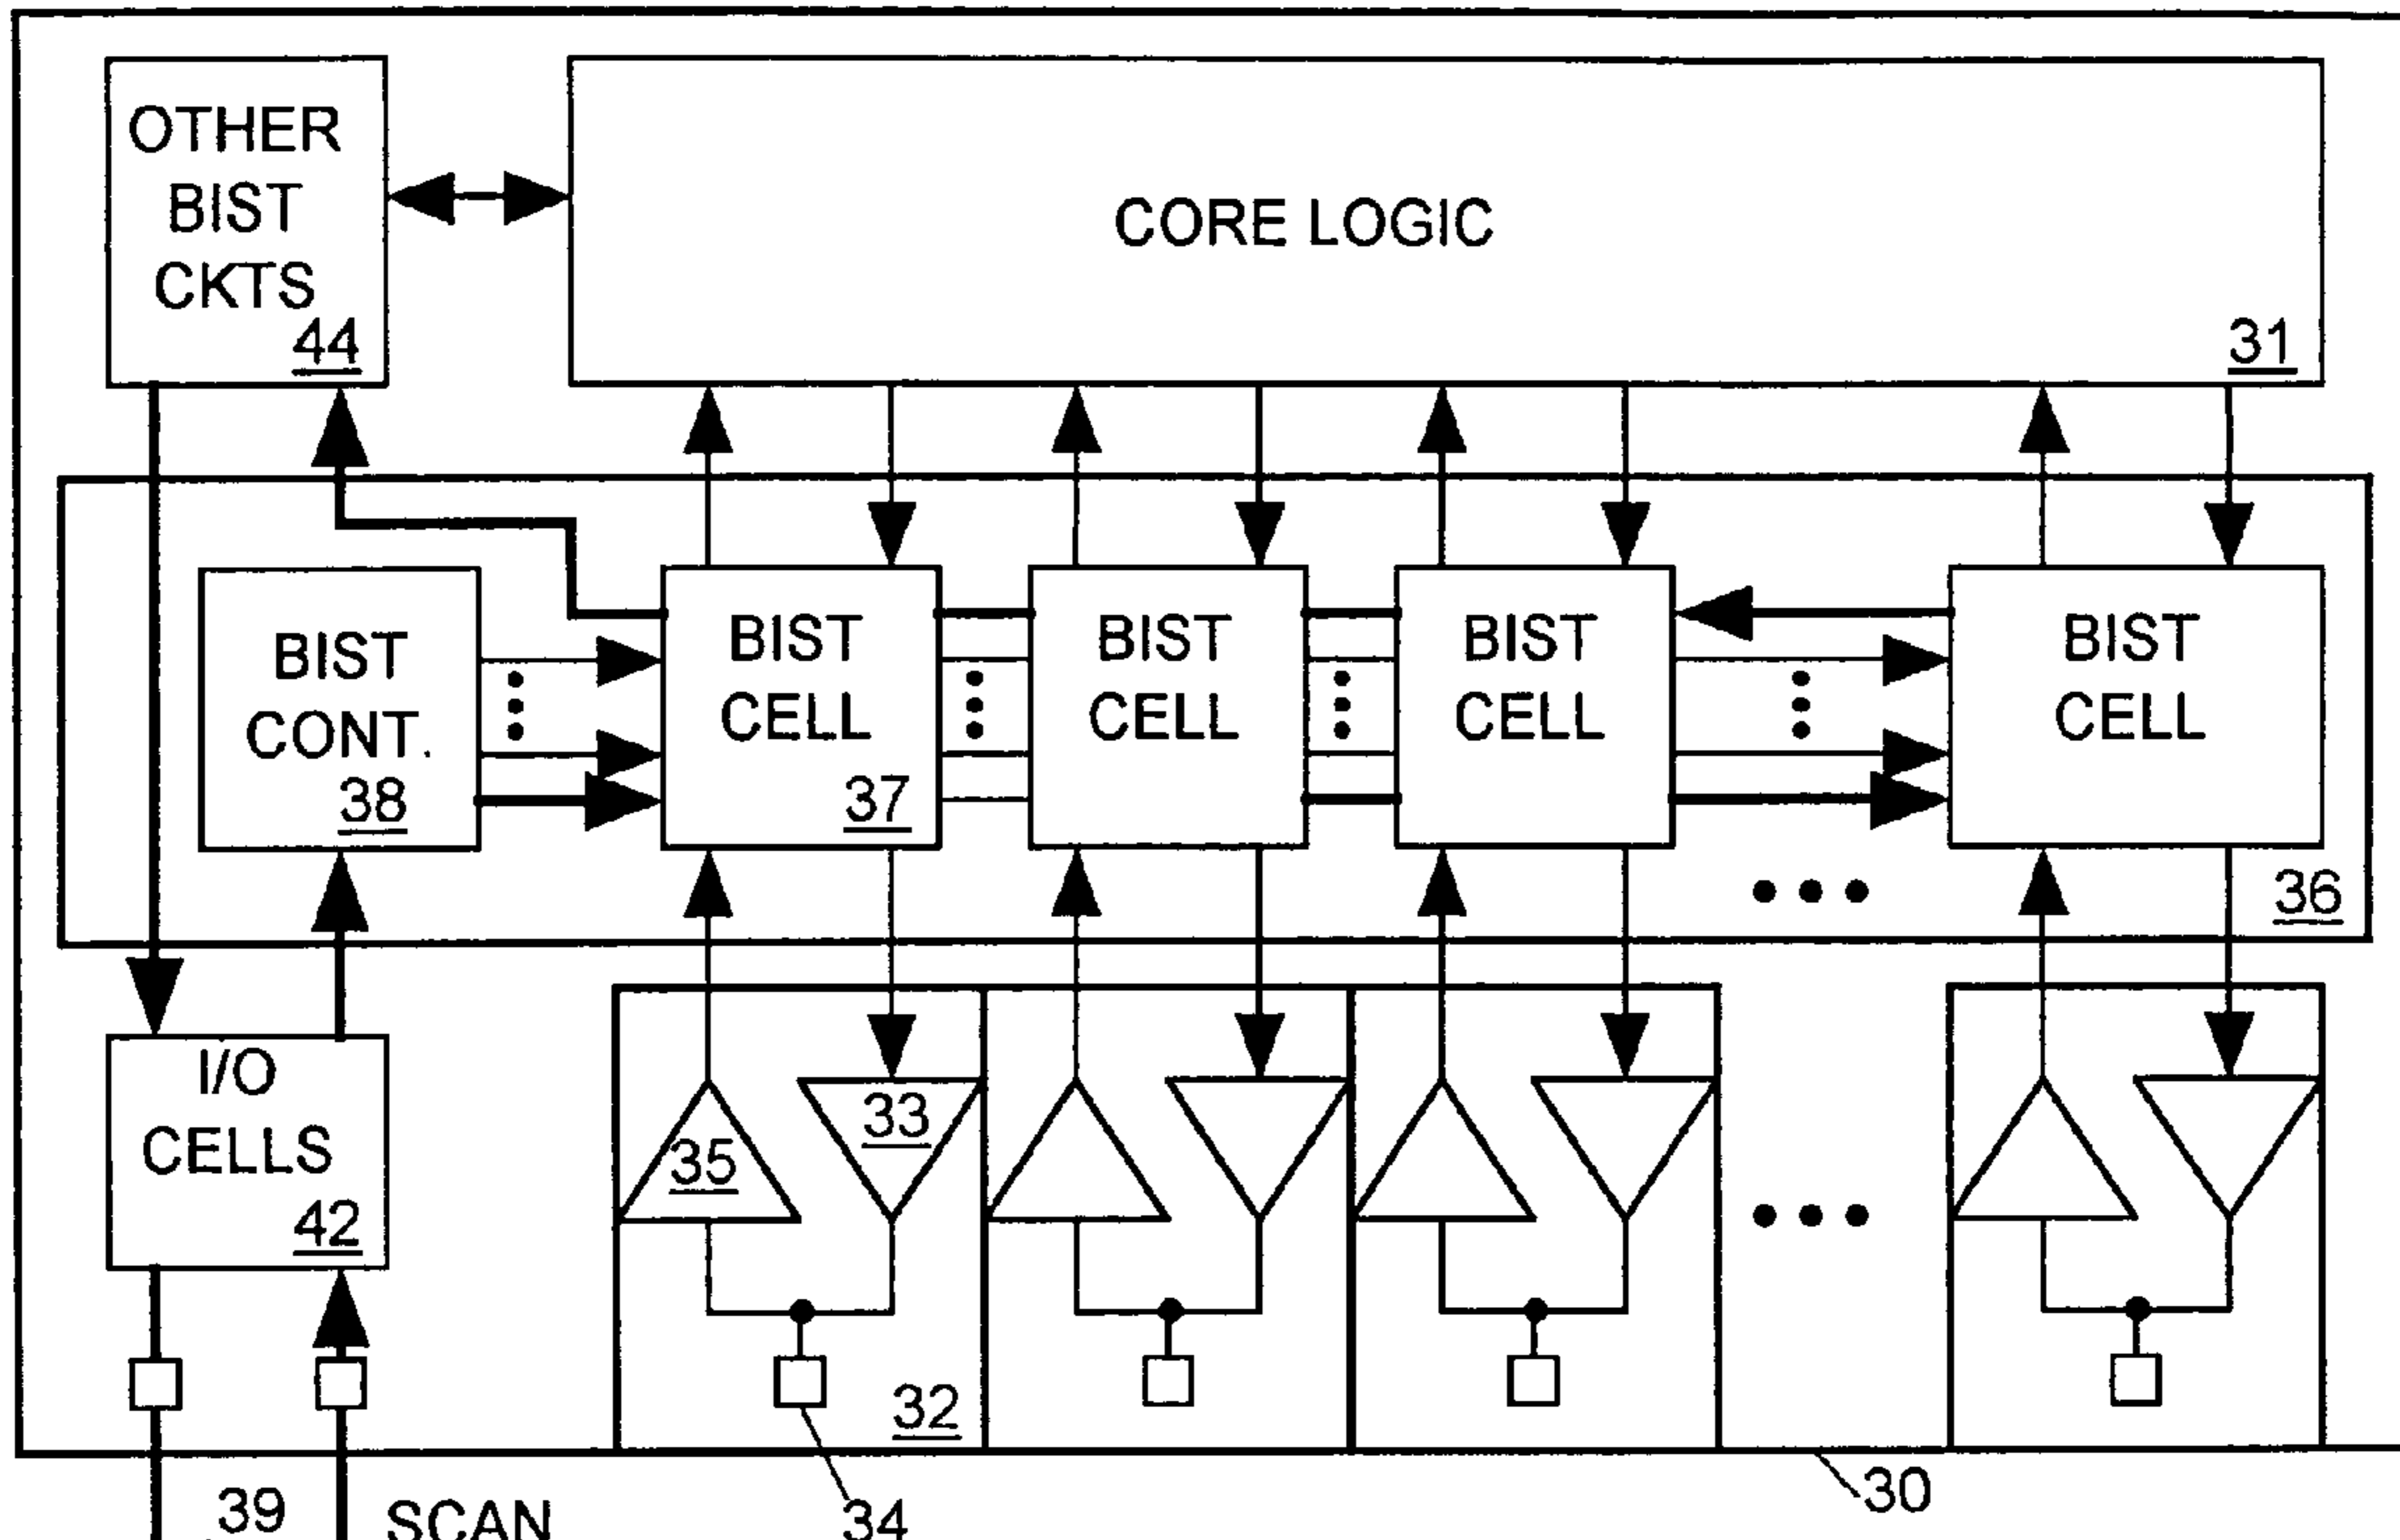 OTHER
BIST
CKTS
44
CORE LOGIC
31
BIST
CONT.
38
BIST
CELL
37
BIST
CELL
BIST
CELL
BIST
CELL
36
I/O
CELLS
42
35
33
32
34
30
39
SCAN